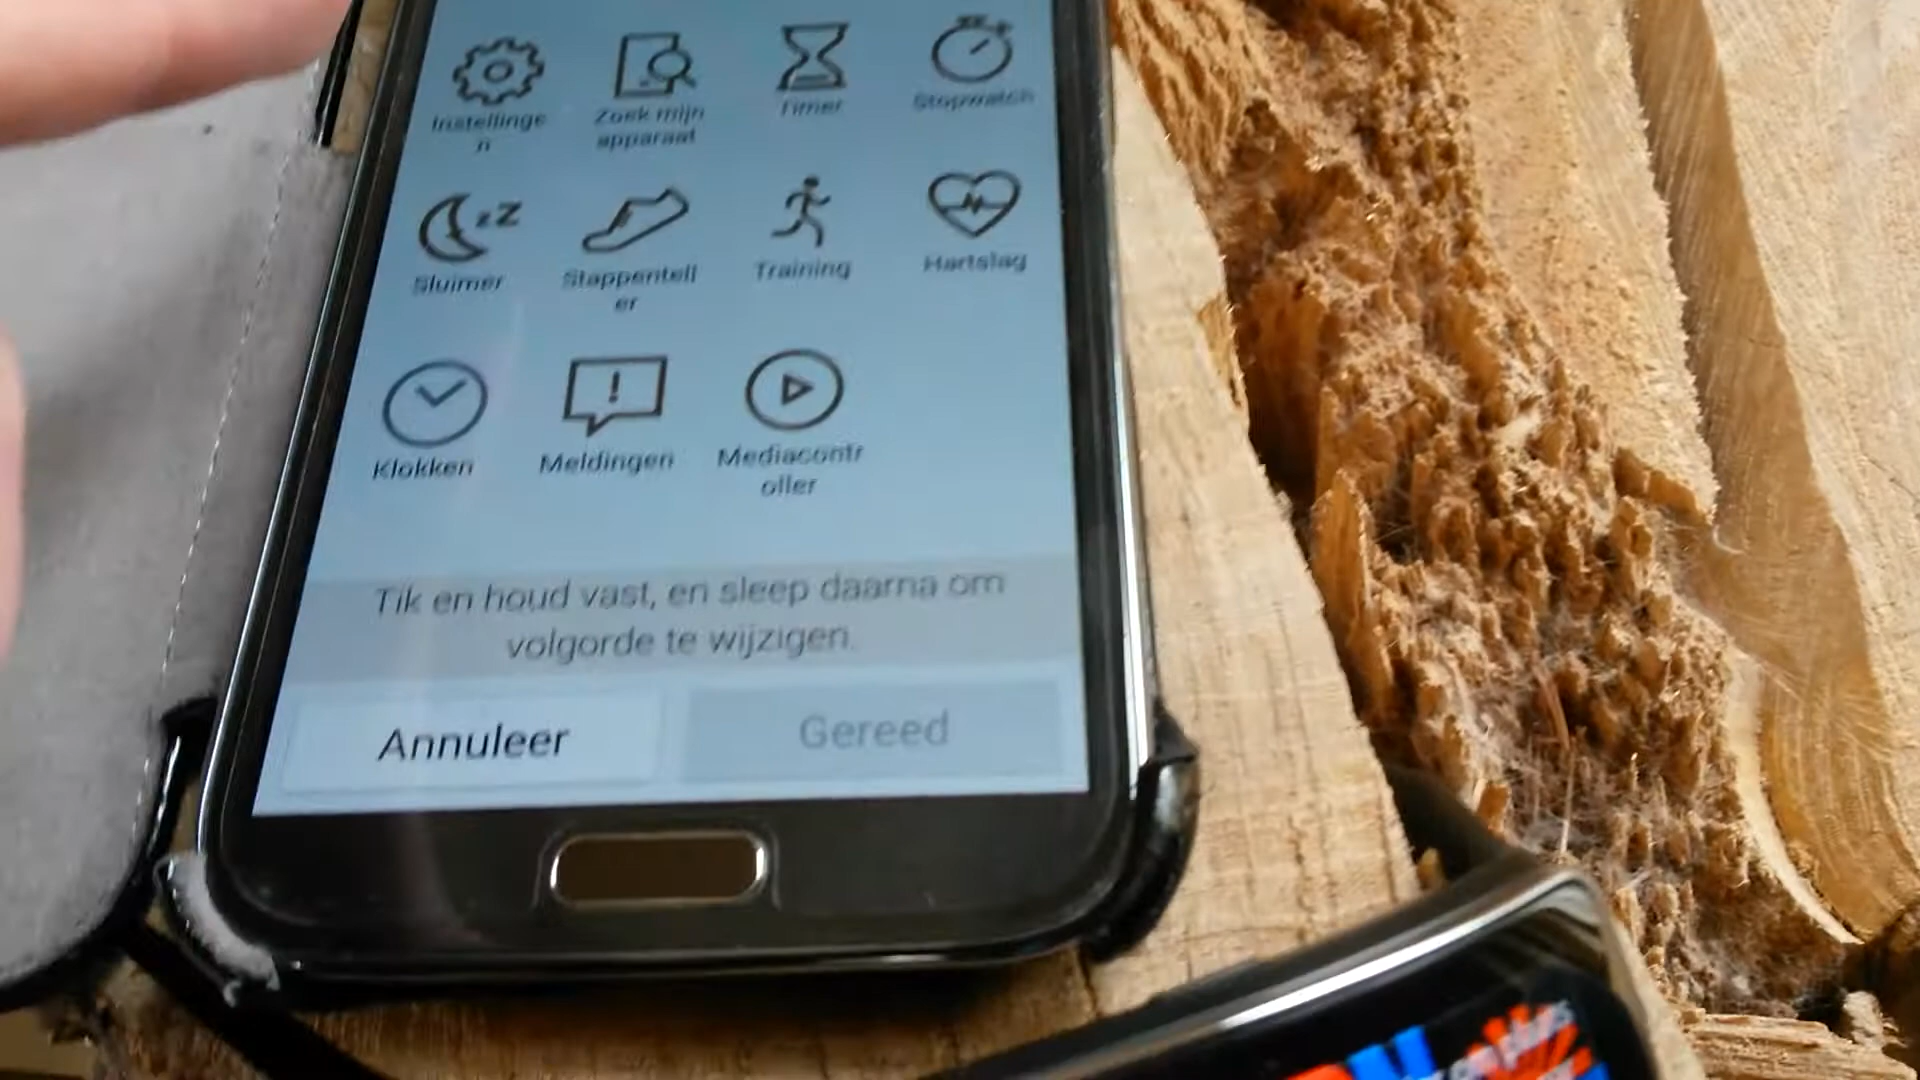 Instellinge
n
Zoek mijn
apparaat
Timer
Stopwatch
zZ
Sluimer
Stappentell
er
Training
Hartslag
Klokken
Meldingen
Mediacontr
oller
Tik en houd vast, en sleep daarna om
volgorde te wijzigen.
Annuleer
Gereed